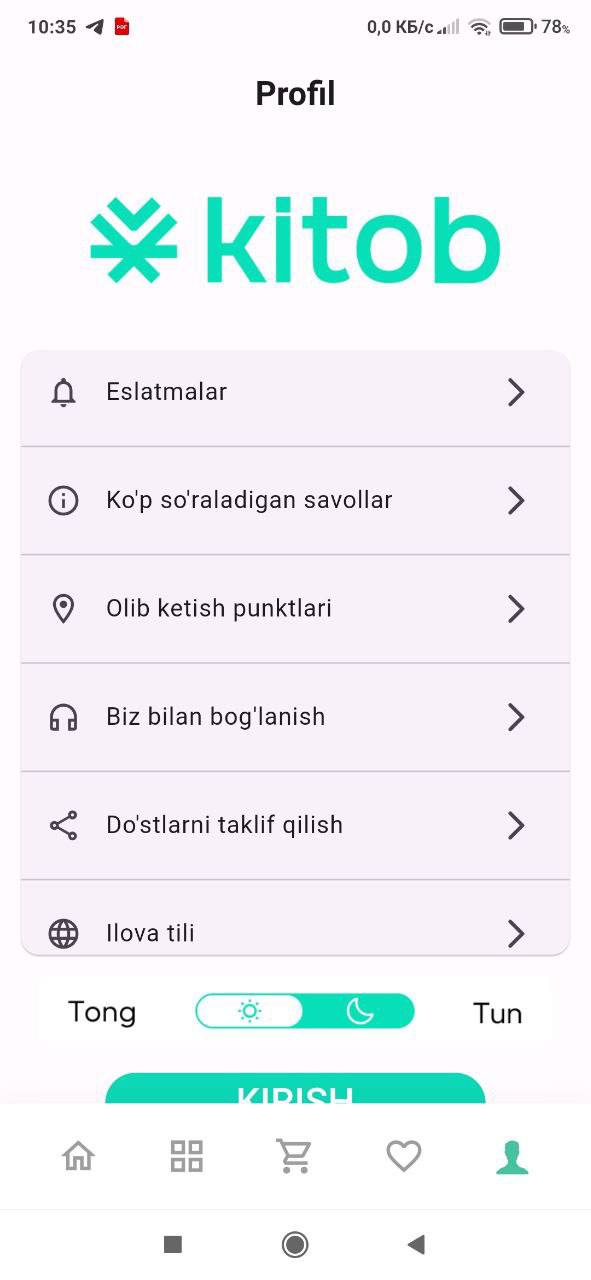 10:35
0,0 КБ/с
78%
Profil
kitob
Eslatmalar
Ko'p so'raladigan savollar
Olib ketish punktlari
Biz bilan bog'lanish
Do'stlarni taklif qilish
Ilova tili
Tong
Tun
KIRISH